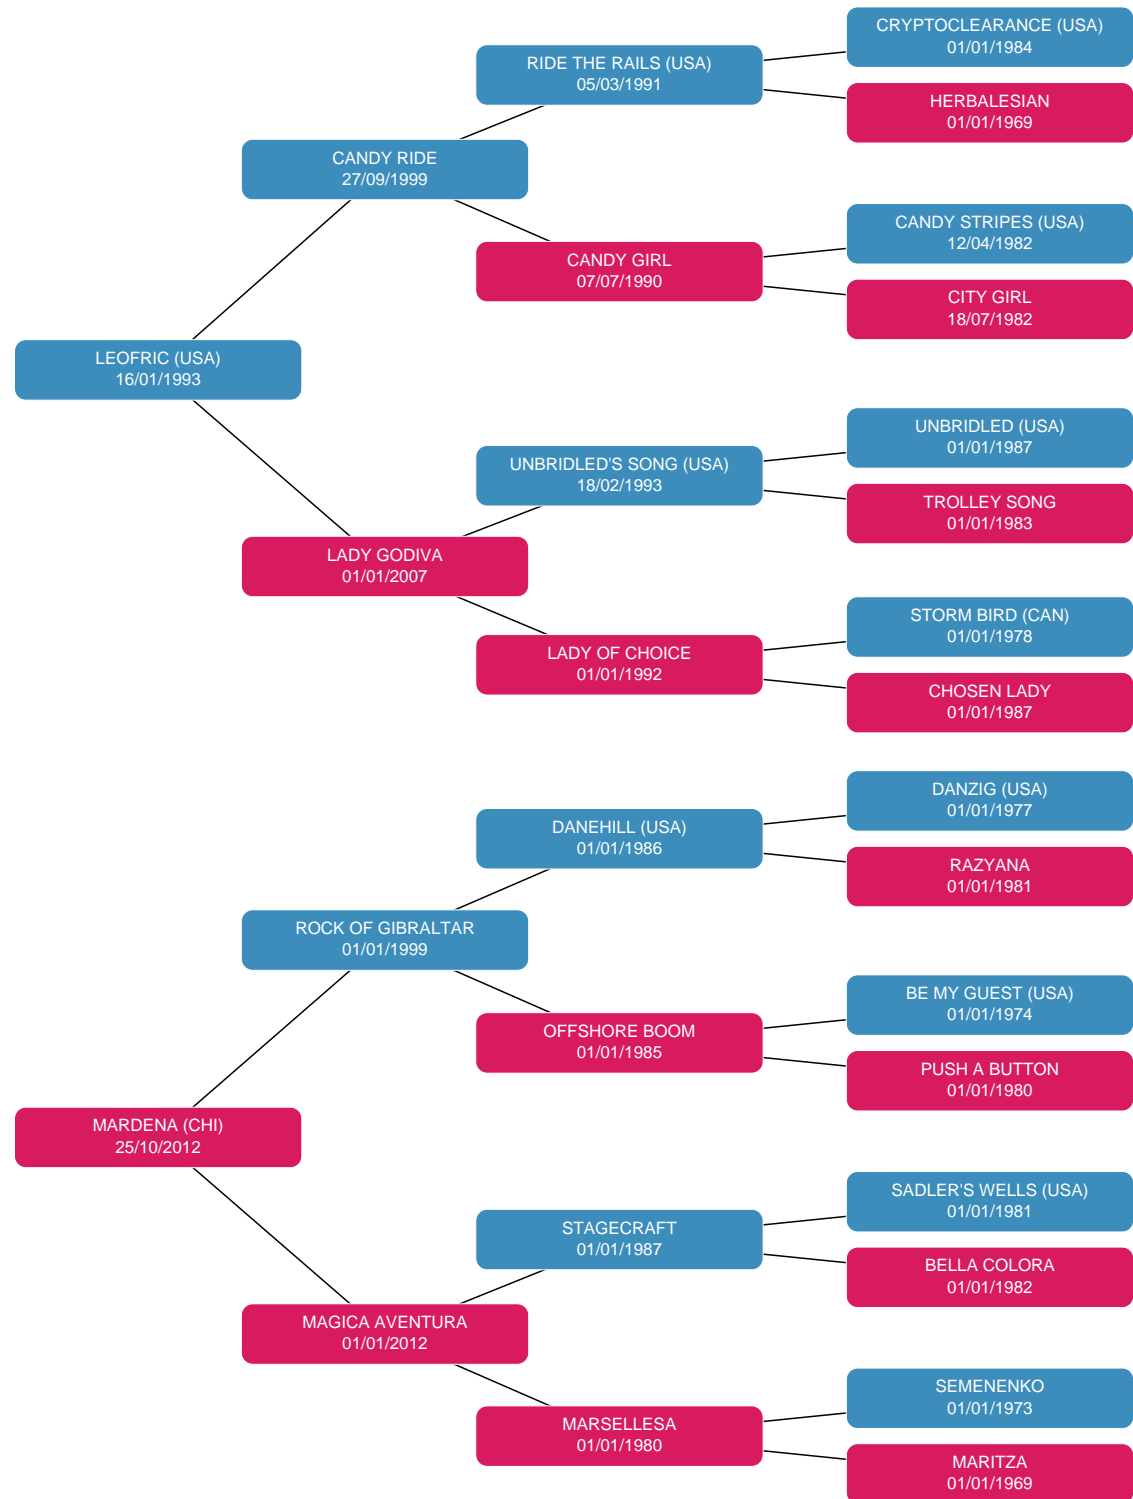 CRYPTOCLEARANCE (USA)
01/01/1984
RIDE THE RAILS (USA)
05/03/1991
HERBALESIAN
01/01/1969
CANDY RIDE
27/09/1999
CANDY STRIPES (USA)
12/04/1982
CANDY GIRL
07/07/1990
CITY GIRL
18/07/1982
LEOFRIC (USA)
16/01/1993
UNBRIDLED (USA)
01/01/1987
UNBRIDLED'S SONG (USA)
18/02/1993
TROLLEY SONG
01/01/1983
LADY GODIVA
01/01/2007
STORM BIRD (CAN)
01/01/1978
LADY OF CHOICE
01/01/1992
CHOSEN LADY
01/01/1987
DANZIG (USA)
01/01/1977
DANEHILL (USA)
01/01/1986
RAZYANA
01/01/1981
ROCK OF GIBRALTAR
01/01/1999
BE MY GUEST (USA)
01/01/1974
OFFSHORE BOOM
01/01/1985
PUSH A BUTTON
01/01/1980
MARDENA (CHI)
25/10/2012
SADLER'S WELLS (USA)
01/01/1981
STAGECRAFT
01/01/1987
BELLA COLORA
01/01/1982
MAGICA AVENTURA
01/01/2012
SEMENENKO
01/01/1973
MARSELLESA
01/01/1980
MARITZA
01/01/1969